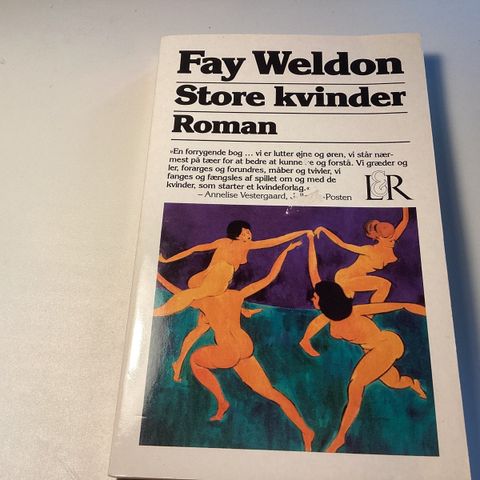 Fay Weldon
Store kvinder
Roman
»En forrygende bog ... vi er lutter øjne og øren, vi står nær-
mest på tæer for at bedre at kunne og forstå. Vi græder og
ler, forarges og forundres, måber og tvivler, vi
fanges og fængsles af spillet om og med de
kvinder, som starter et kvindeforlag.«
– Annelise Vestergaard, -Posten
L&R